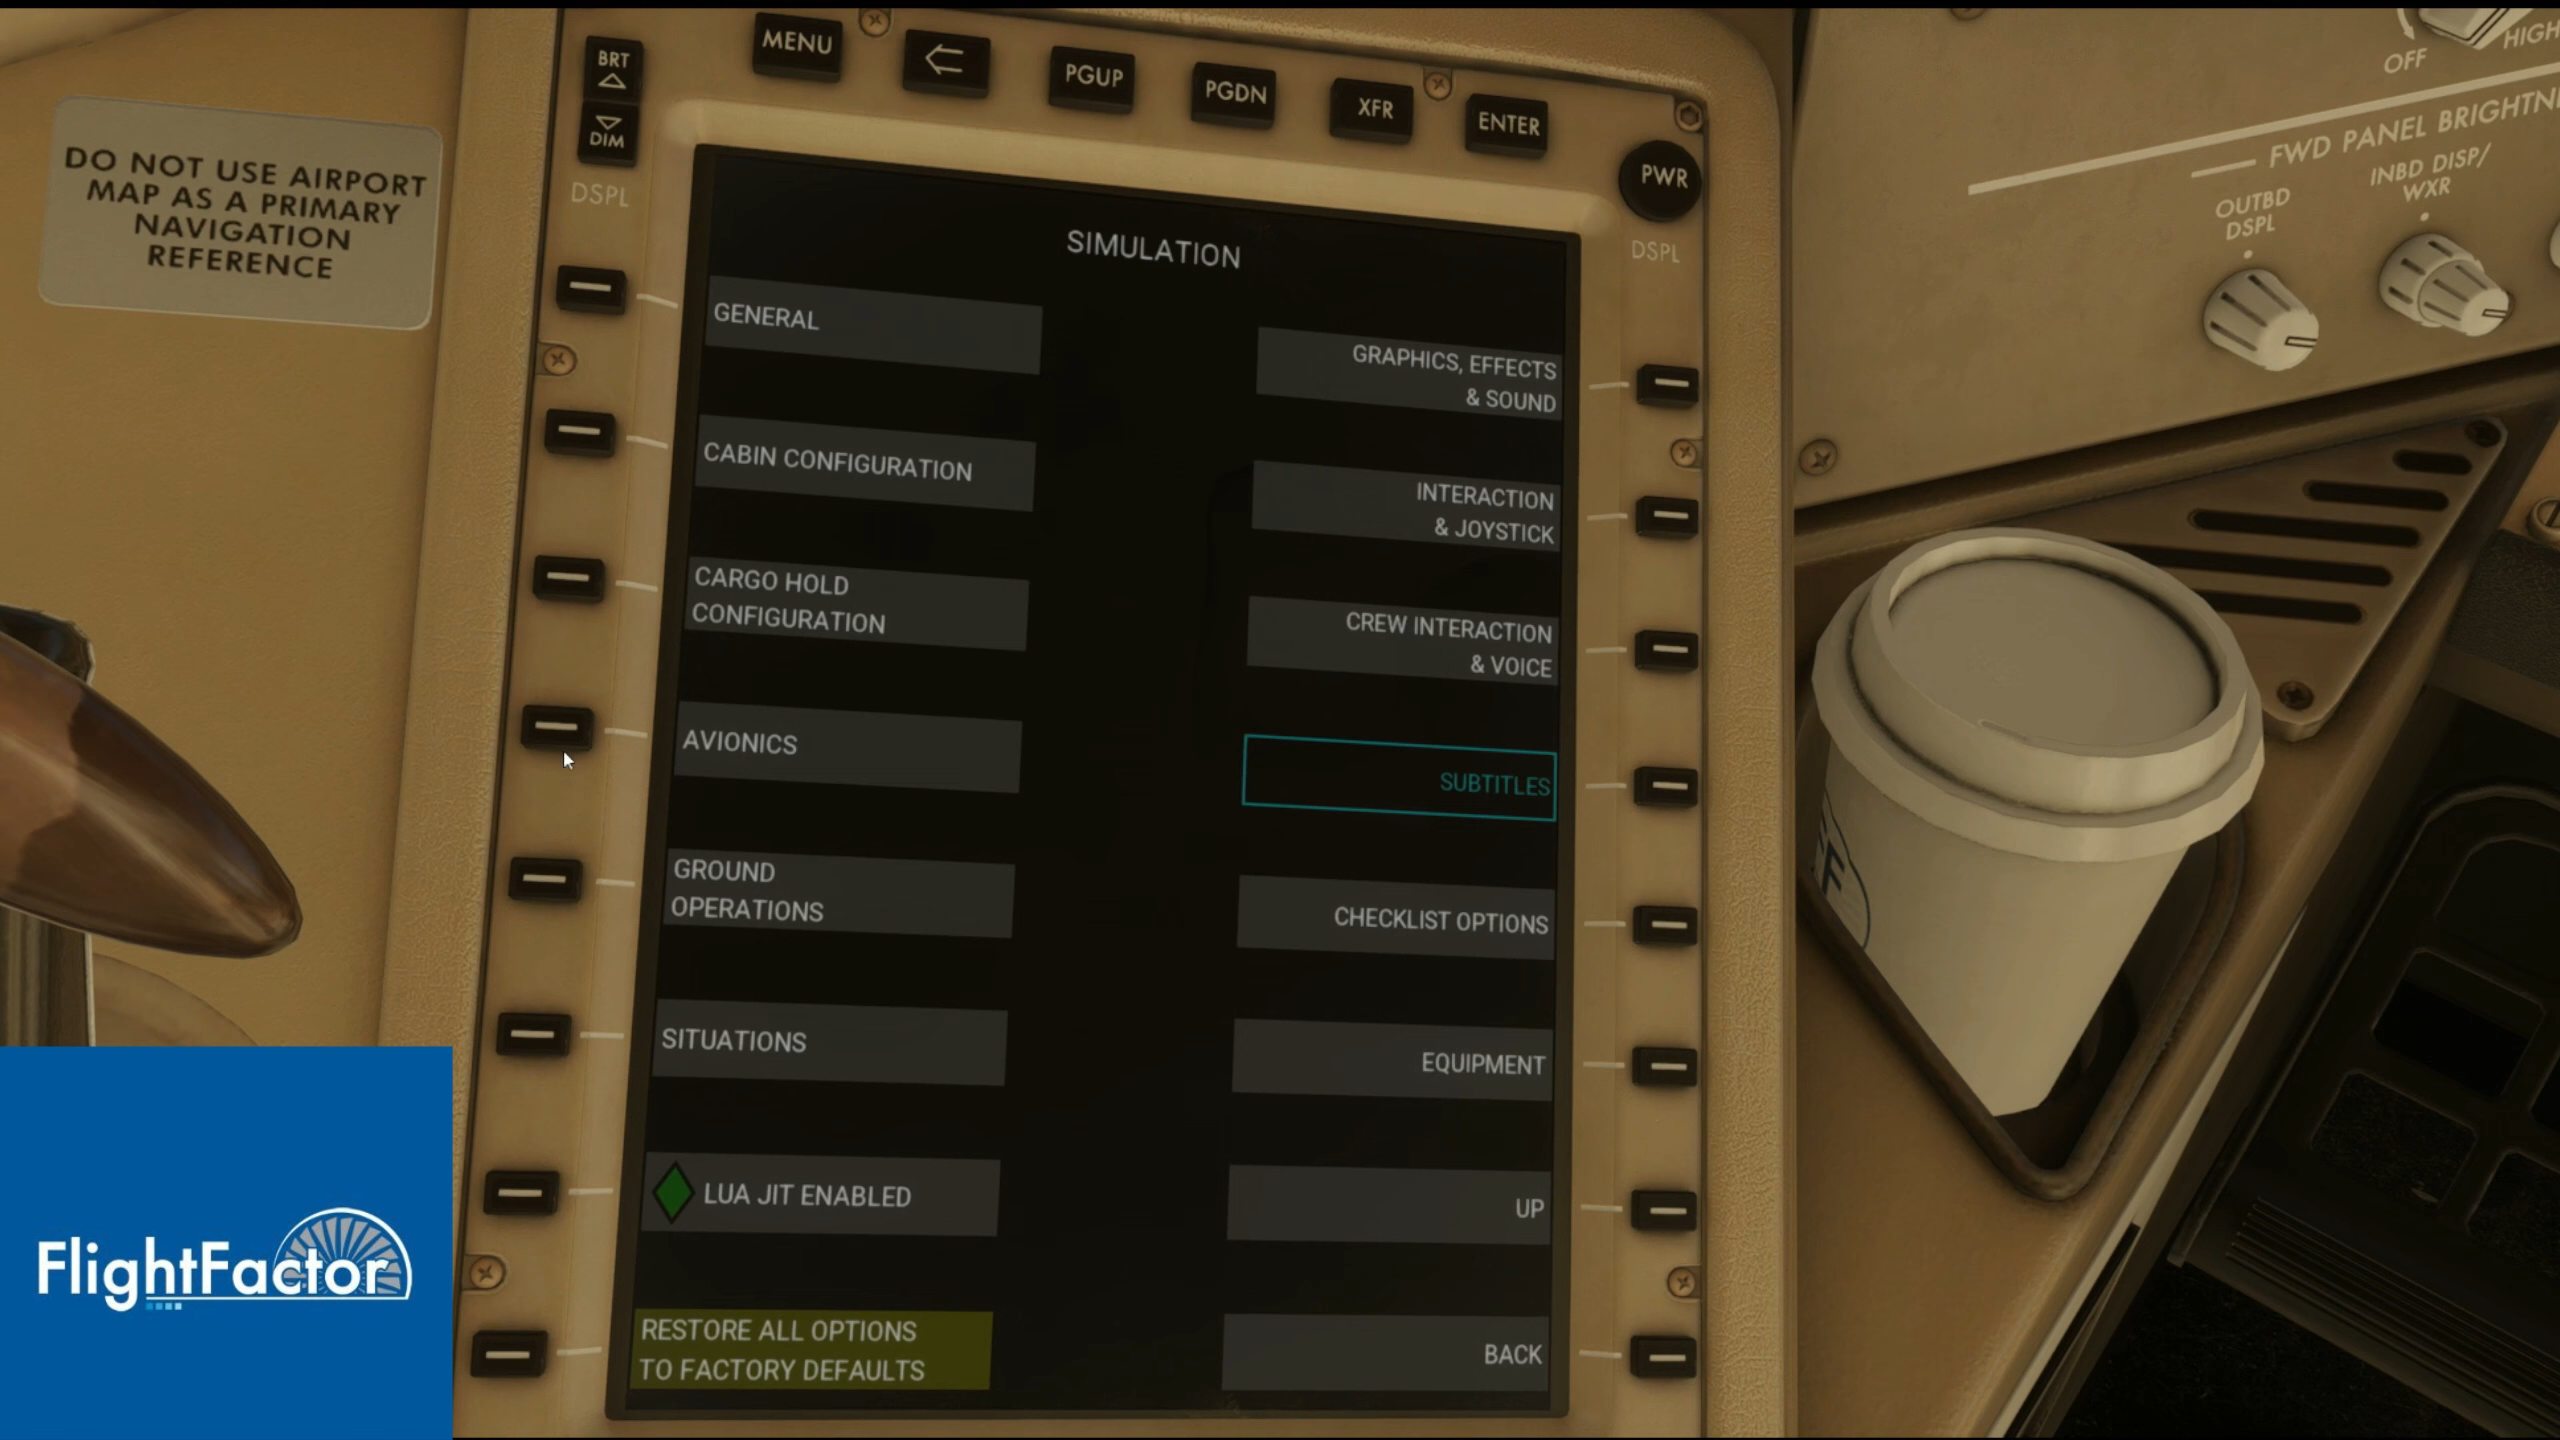 BRT
DIM
DSPL
MENU
PGUP
PGDN
XFR
ENTER
PWR
DSPL
OFF
HIGH
FWD PANEL BRIGHTN
OUTBD
DSPL
INBD DISP/
WXR
DO NOT USE AIRPORT
MAP AS A PRIMARY
NAVIGATION
REFERENCE
SIMULATION
GENERAL
CABIN CONFIGURATION
CARGO HOLD
CONFIGURATION
AVIONICS
GROUND
OPERATIONS
SITUATIONS
LUA JIT ENABLED
RESTORE ALL OPTIONS
TO FACTORY DEFAULTS
GRAPHICS, EFFECTS
& SOUND
INTERACTION
& JOYSTICK
CREW INTERACTION
& VOICE
SUBTITLES
CHECKLIST OPTIONS
EQUIPMENT
UP
BACK
FlightFactor